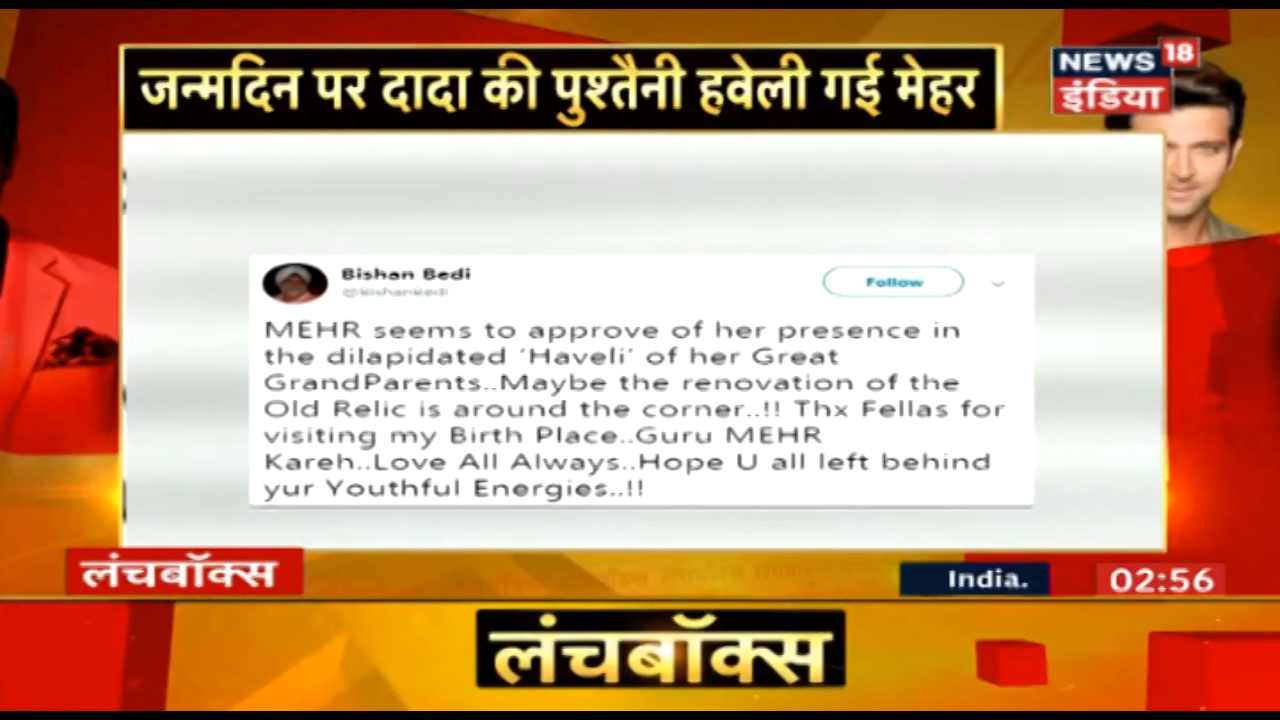 जन्मदिन पर दादा की पुश्तैनी हवेली गई मेहर
NEWS 18
इंडिया
Bishan Bedi
@BishanBedi
Follow
MEHR seems to approve of her presence in
the dilapidated ‘Haveli’ of her Great
GrandParents..Maybe the renovation of the
Old Relic is around the corner..!! Thx Fellas for
visiting my Birth Place..Guru MEHR
Kareh..Love All Always..Hope U all left behind
yur Youthful Energies..!!
लंचबॉक्स
India.
02:56
लंचबॉक्स